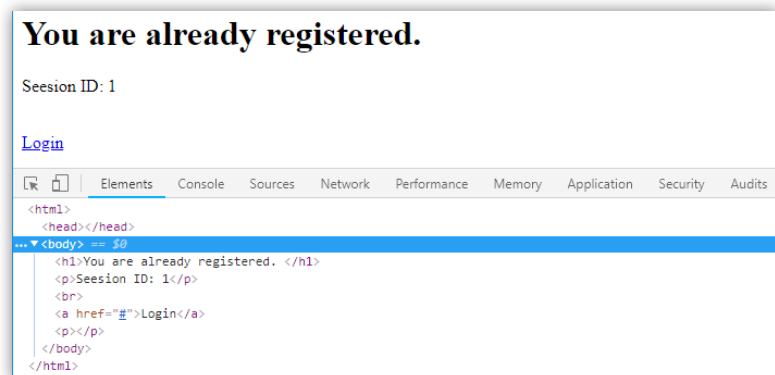 You are already registered.
Seesion ID: 1
Login
Elements Console Sources Network Performance Memory Application Security Audits
<html>
<head></head>
... ▼ <body> == $0
<h1>You are already registered. </h1>
<p>Seesion ID: 1</p>
<br>
<a href="#">Login</a>
<p></p>
</body>
</html>